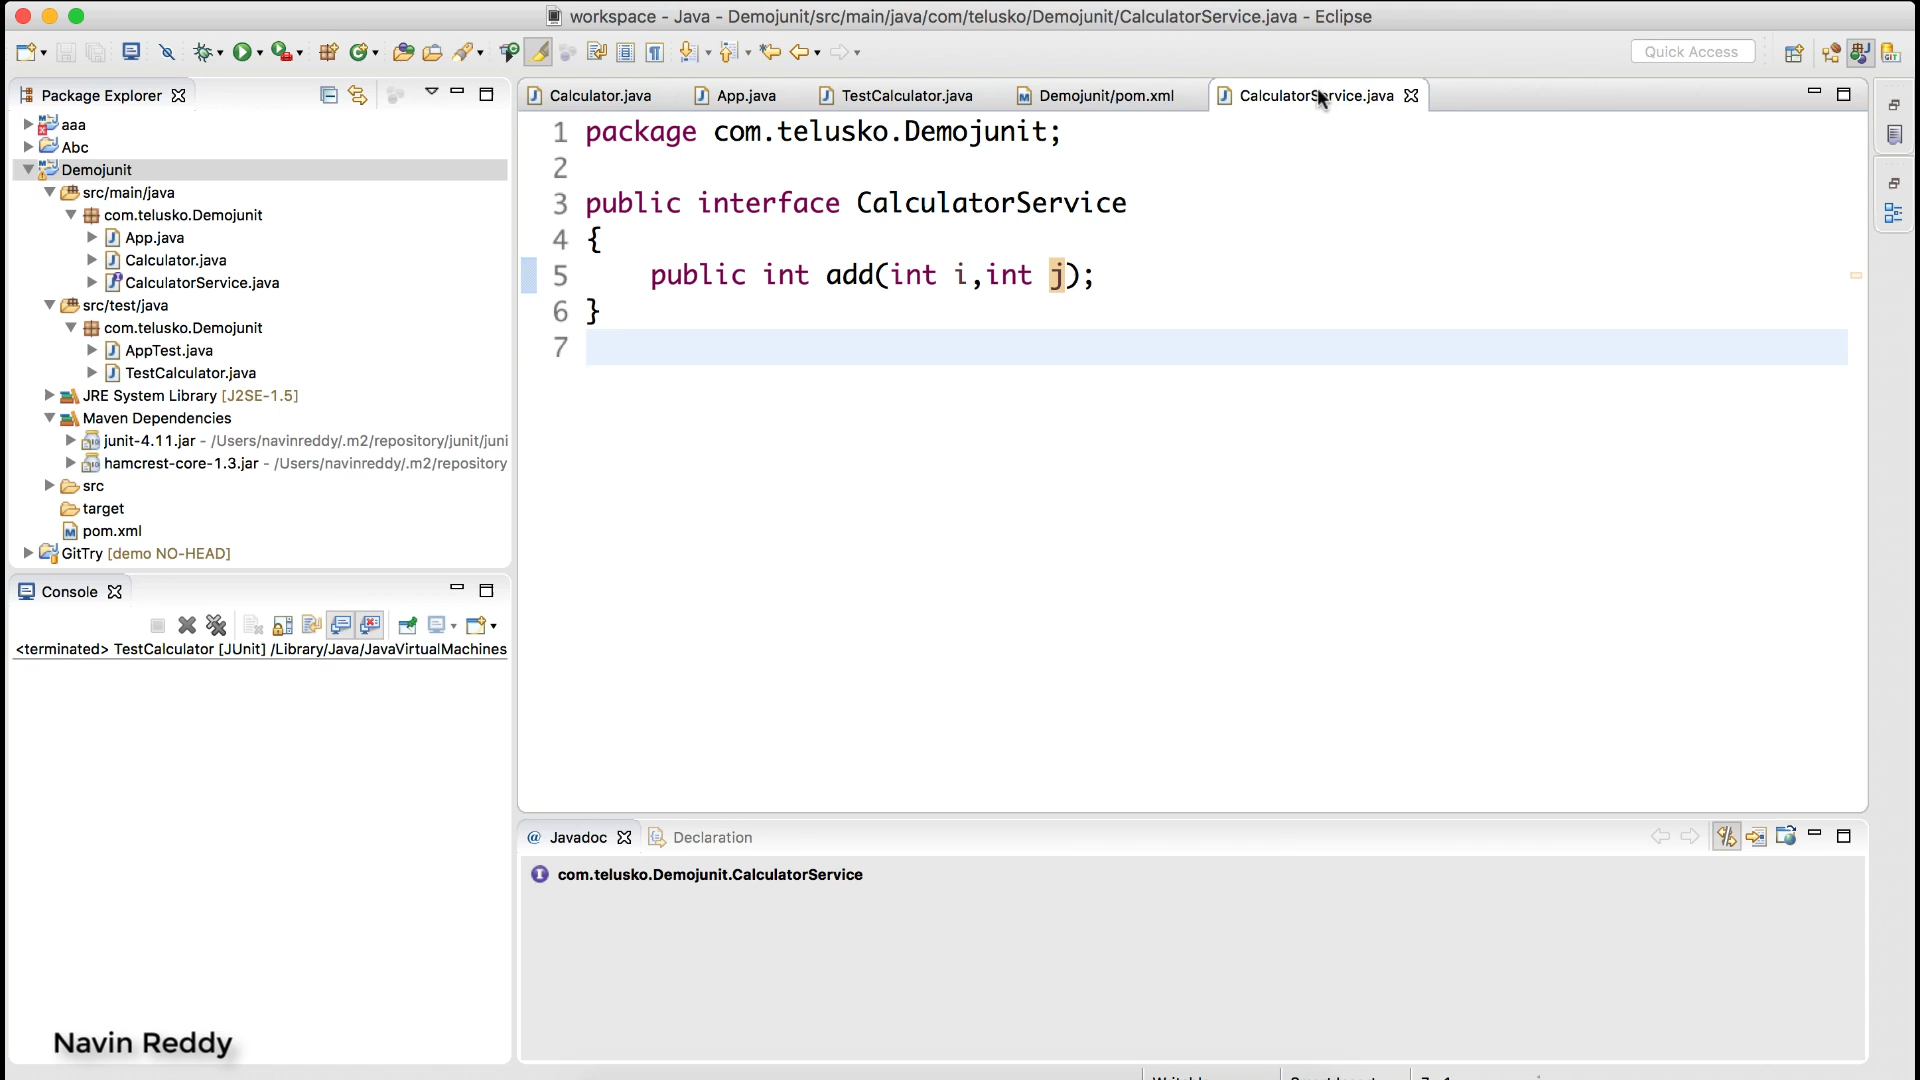 workspace - Java - Demojunit/src/main/java/com/telusko/Demojunit/CalculatorService.java - Eclipse
Quick Access
Package Explorer
aaa
Abc
Demojunit
src/main/java
com.telusko.Demojunit
App.java
Calculator.java
CalculatorService.java
src/test/java
com.telusko.Demojunit
AppTest.java
TestCalculator.java
JRE System Library [J2SE-1.5]
Maven Dependencies
junit-4.11.jar - /Users/navinreddy/.m2/repository/junit/juni
hamcrest-core-1.3.jar - /Users/navinreddy/.m2/repository
src
target
pom.xml
GitTry [demo NO-HEAD]
Console
<terminated> TestCalculator [JUnit] /Library/Java/JavaVirtualMachines
Navin Reddy
Calculator.java App.java TestCalculator.java Demojunit/pom.xml CalculatorService.java
1 package com.telusko.Demojunit;
2
3 public interface CalculatorService
4 {
5 public int add(int i,int j);
6 }
7
@ Javadoc Declaration
com.telusko.Demojunit.CalculatorService